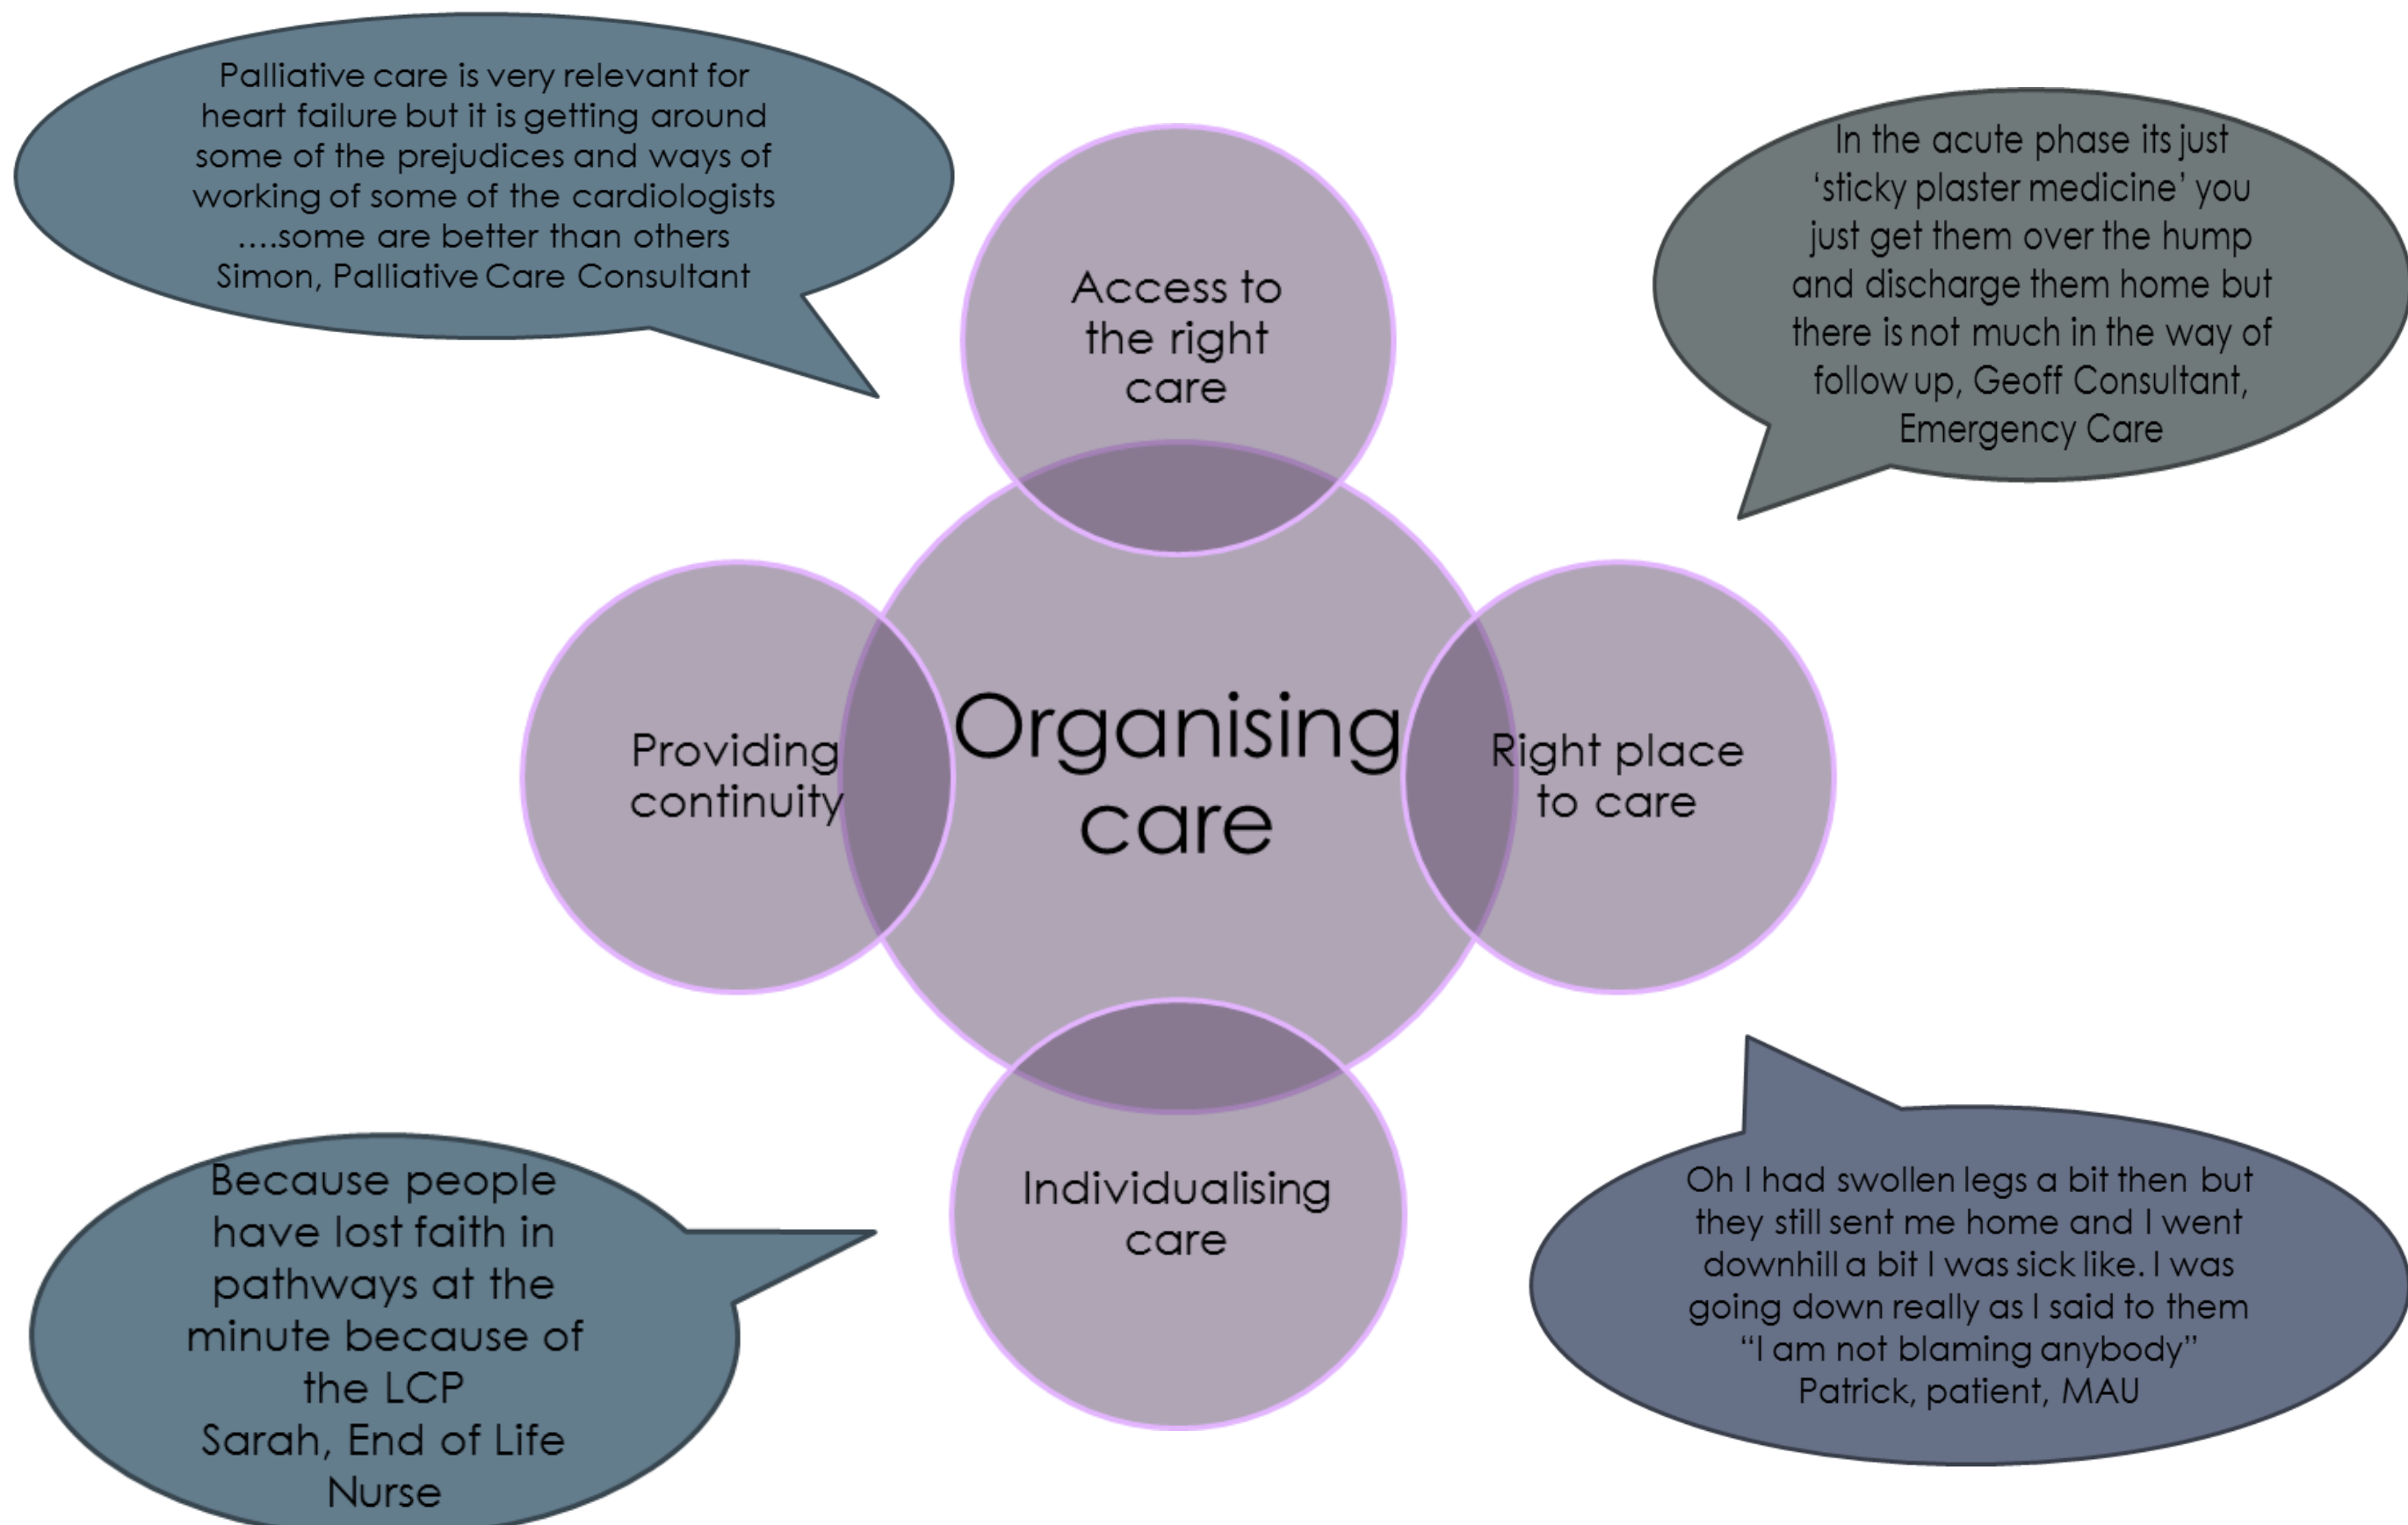 Palliative care is very relevant for
heart failure but it is getting around
some of the prejudices and ways of
working of some of the cardiologists
....some are better than others
Simon, Palliative Care Consultant
In the acute phase its just
‘sticky plaster medicine’ you
just get them over the hump
and discharge them home but
there is not much in the way of
follow up, Geoff Consultant,
Emergency Care
Access to
the right
care
Providing
continuity
Organising
care
Right place
to care
Individualising
care
Because people
have lost faith in
pathways at the
minute because of
the LCP
Sarah, End of Life
Nurse
Oh I had swollen legs a bit then but
they still sent me home and I went
downhill a bit I was sick like. I was
going down really as I said to them
“I am not blaming anybody”
Patrick, patient, MAU